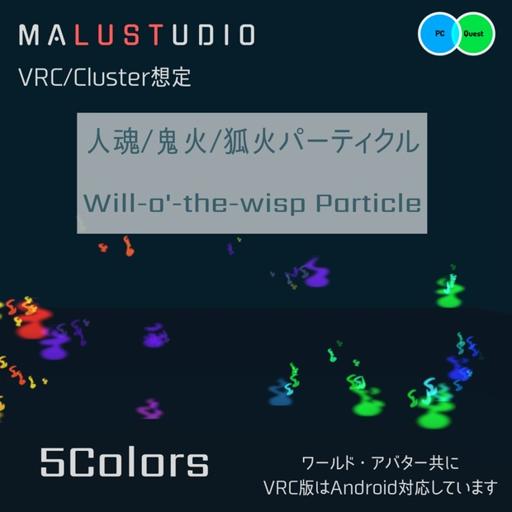 MALUSTUDIO
PC Quest
VRC/Cluster想定
人魂/鬼火/狐火パーティクル
Will-o'-the-wisp Particle
5Colors
ワールド・アバター共に
VRC版はAndroid対応しています